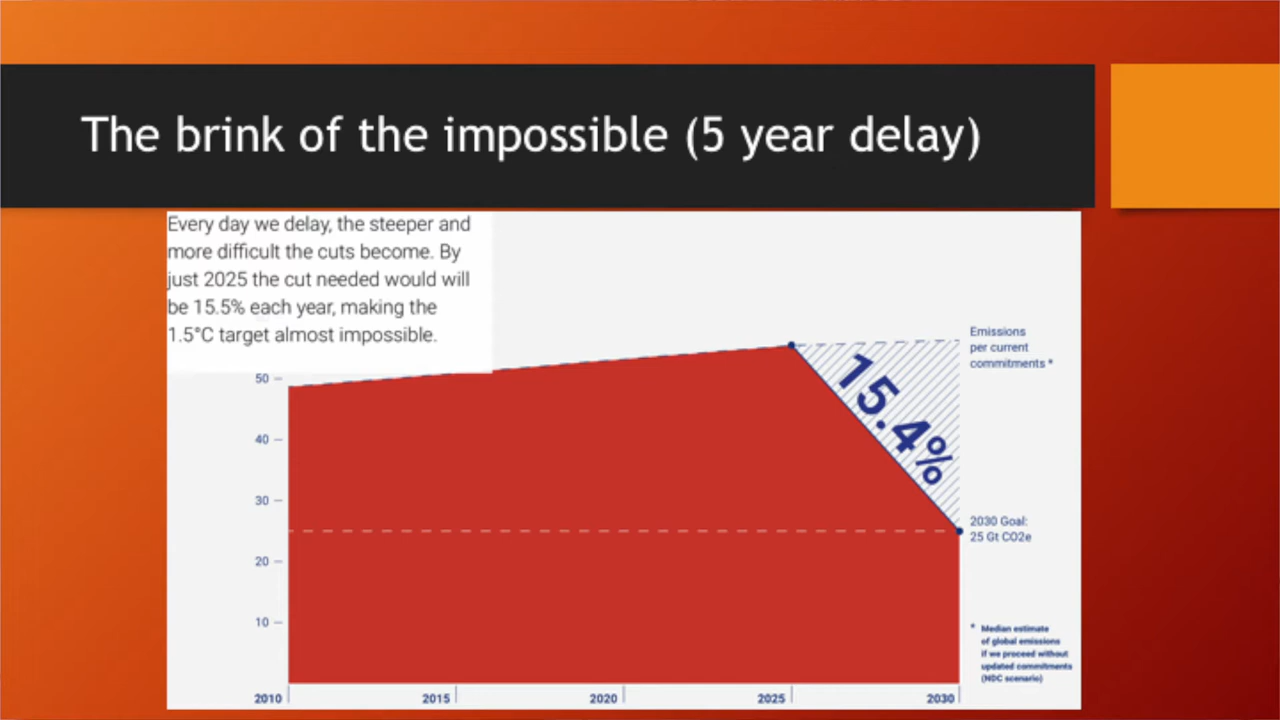 The brink of the impossible (5 year delay)
Every day we delay, the steeper and
more difficult the cuts become. By
just 2025 the cut needed would will
be 15.5% each year, making the
1.5°C target almost impossible.
Emissions
per current
commitments *
15.4%
50
40
30
20
10
2030 Goal:
25 Gt CO2e
* Median estimate
of global emissions
if we proceed without
updated commitments
(NDC scenario)
2010 2015 2020 2025 2030